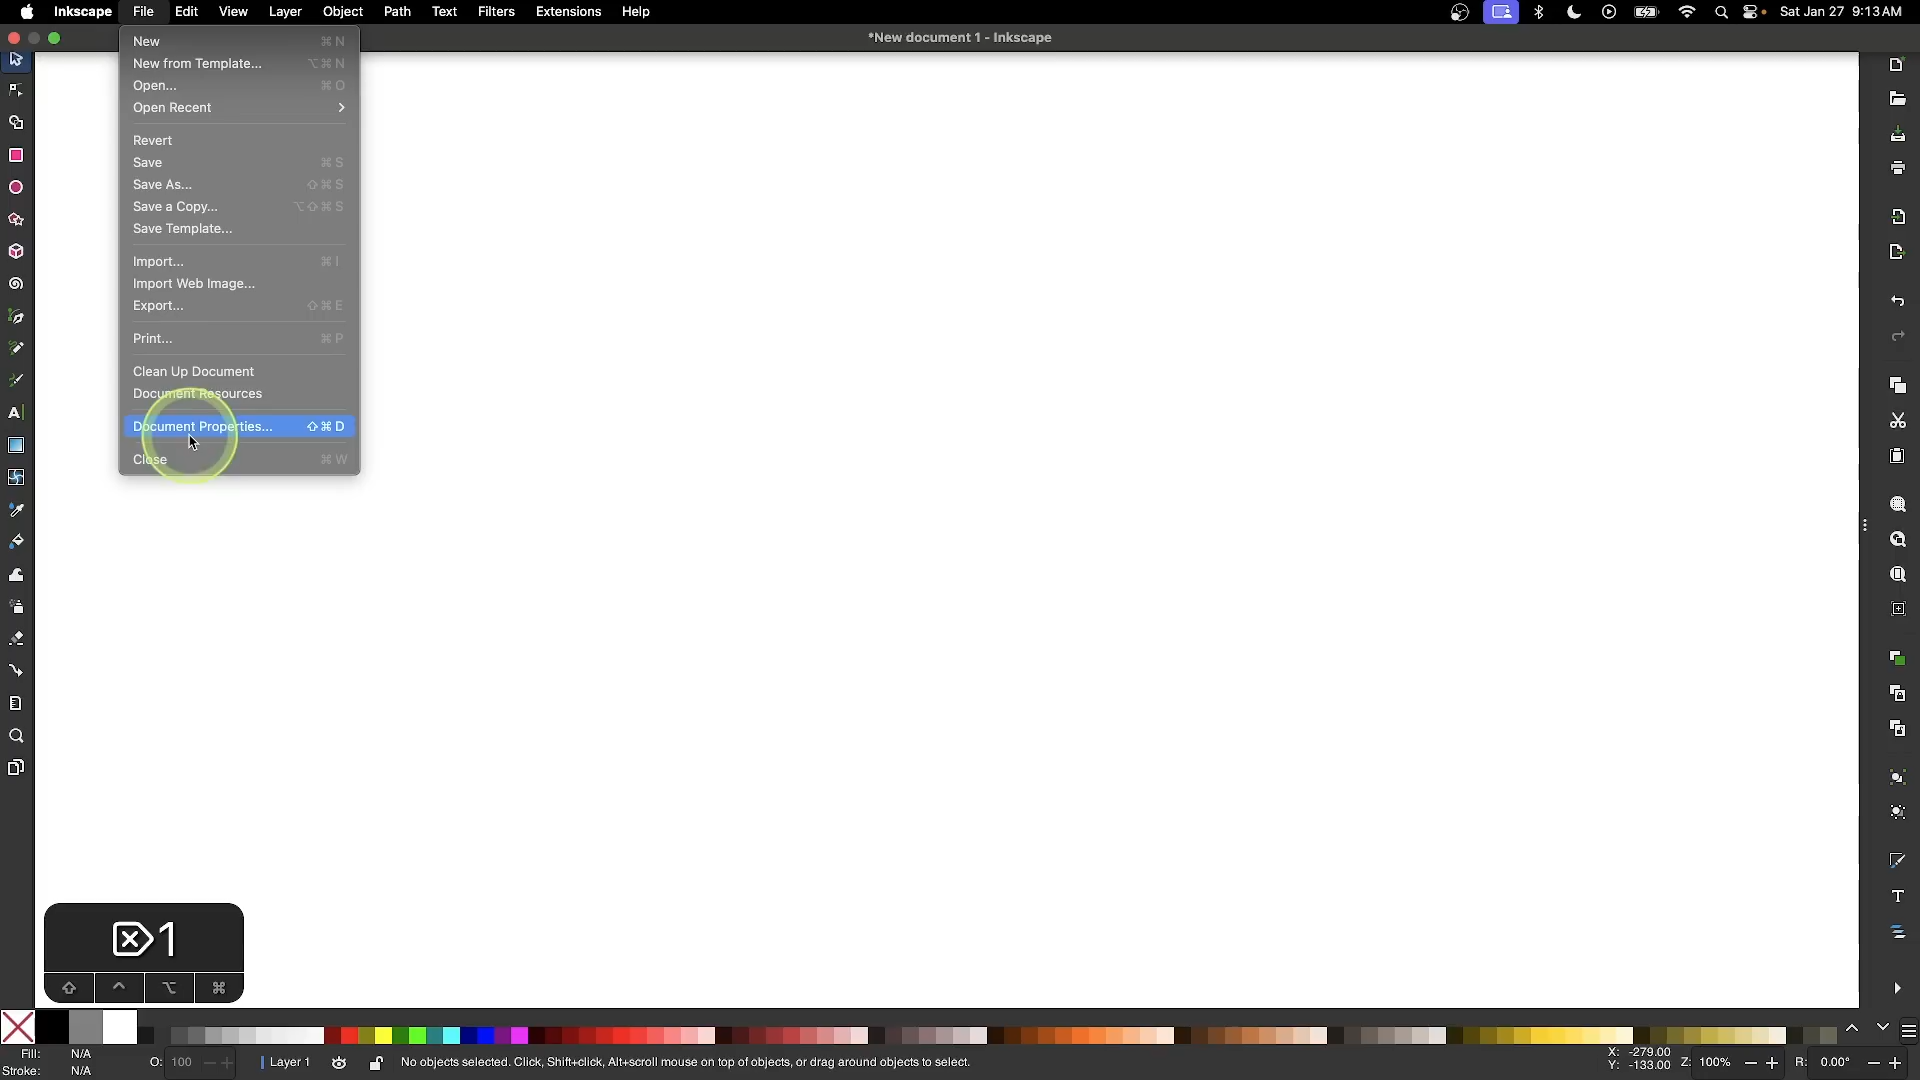 Inkscape File Edit View Layer Object Path Text Filters Extensions Help Sat Jan 27 9:13 AM
*New document 1 - Inkscape
New ⌘ N
New from Template... ⌥ ⌘ N
Open... ⌘ O
Open Recent
Revert
Save ⌘ S
Save As... ⇧ ⌘ S
Save a Copy... ⌥ ⇧ ⌘ S
Save Template...
Import... ⌘ I
Import Web Image...
Export... ⇧ ⌘ E
Print... ⌘ P
Clean Up Document
Document Resources
Document Properties... ⇧ ⌘ D
Close ⌘ W
⌦1
⇧ ^ ⌥ ⌘
Fill: N/A
Stroke: N/A
O: 100
Layer 1
No objects selected. Click, Shift+click, Alt+scroll mouse on top of objects, or drag around objects to select.
X: -279.00
Y: -133.00
Z: 100%
R: 0.00°